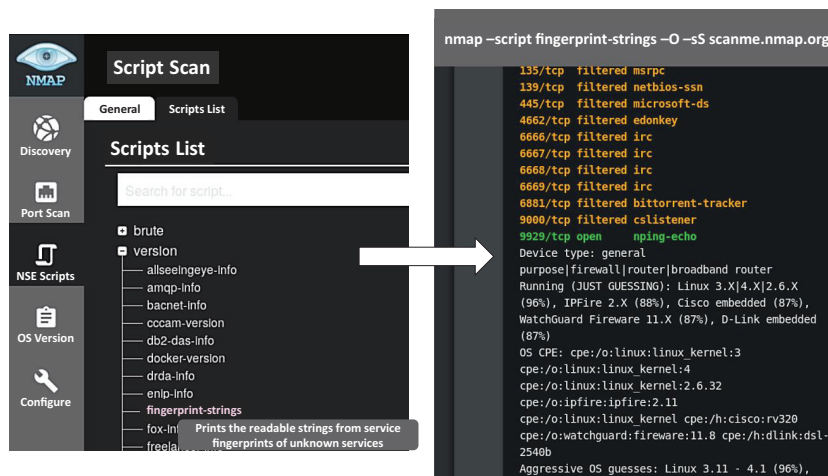 NMAP
Script Scan
General
Scripts List
Discovery
Scripts List
Search for script...
Port Scan
brute
version
allseeingeye-info
amqp-info
NSE Scripts
bacnet-info
cccam-version
OS Version
db2-das-info
docker-version
drda-info
enip-info
Configure
fingerprint-strings
fox-inf
Prints the readable strings from service
fingerprints of unknown services
nmap –script fingerprint-strings –O –sS scanme.nmap.org
135/tcp filtered msrpc
139/tcp filtered netbios-ssn
445/tcp filtered microsoft-ds
4662/tcp filtered edonkey
6666/tcp filtered irc
6667/tcp filtered irc
6668/tcp filtered irc
6669/tcp filtered irc
6881/tcp filtered bittorrent-tracker
9000/tcp filtered cslistener
9929/tcp open nping-echo
Device type: general
purpose|firewall|router|broadband router
Running (JUST GUESSING): Linux 3.X|4.X|2.6.X
(96%), IPFire 2.X (88%), Cisco embedded (87%),
WatchGuard Fireware 11.X (87%), D-Link embedded
(87%)
OS CPE: cpe:/o:linux:linux_kernel:3
cpe:/o:linux:linux_kernel:4
cpe:/o:linux:linux_kernel:2.6.32
cpe:/o:ipfire:ipfire:2.11
cpe:/o:linux:linux_kernel cpe:/h:cisco:rv320
cpe:/o:watchguard:fireware:11.8 cpe:/h:dlink:dsl-
2540b
Aggressive OS guesses: Linux 3.11 - 4.1 (96%),